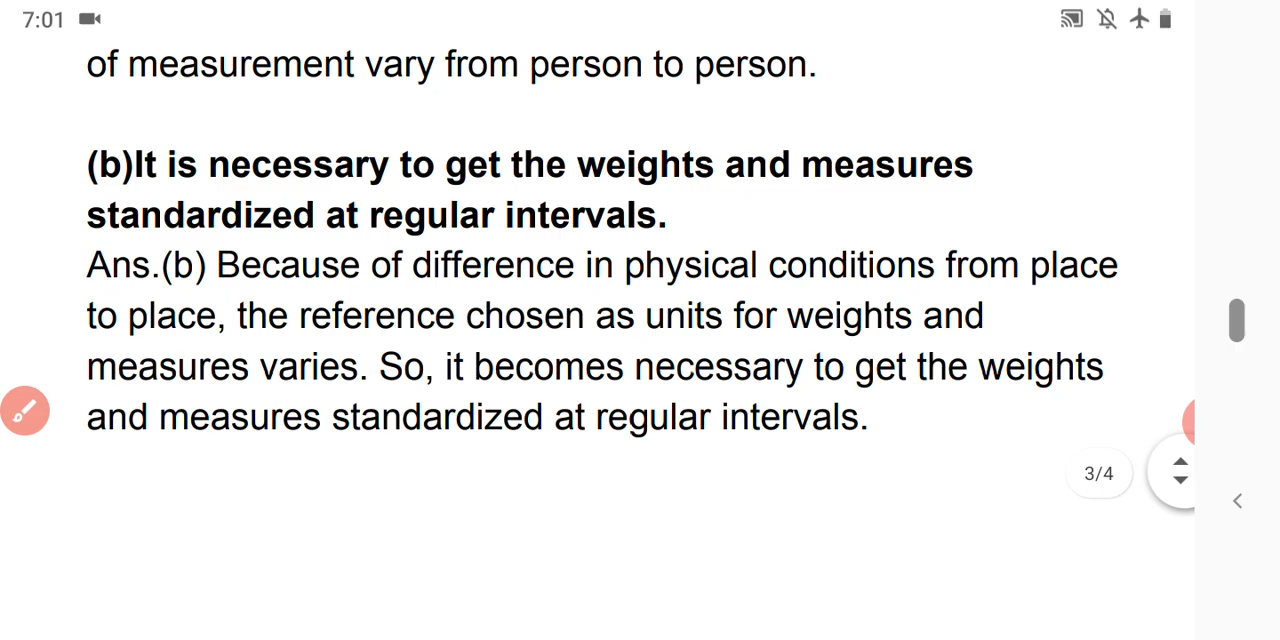 7:01
of measurement vary from person to person.
(b)It is necessary to get the weights and measures
standardized at regular intervals.
Ans.(b) Because of difference in physical conditions from place
to place, the reference chosen as units for weights and
measures varies. So, it becomes necessary to get the weights
and measures standardized at regular intervals.
3/4